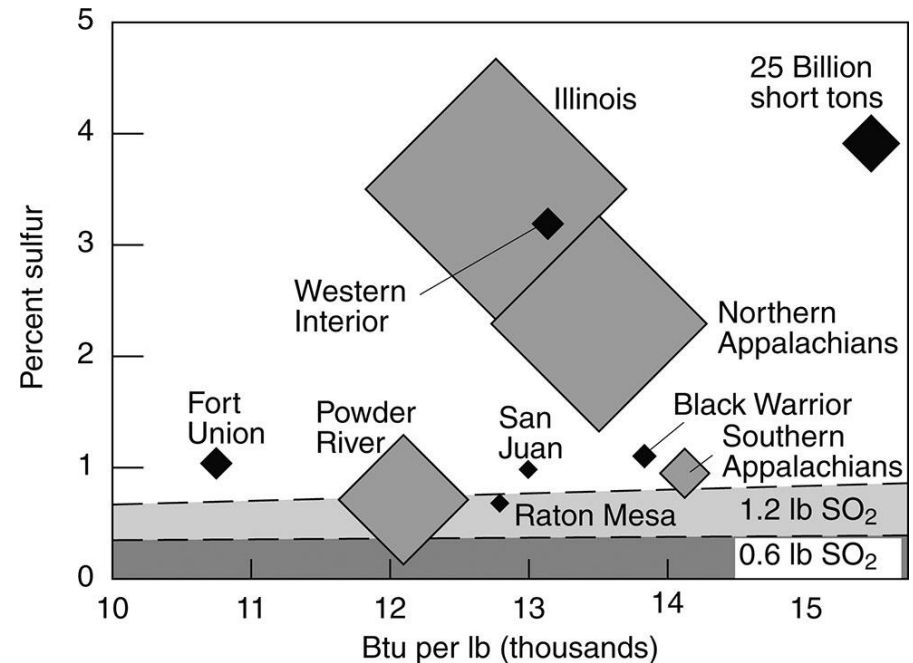 5
4
3
2
1
0
Percent sulfur
Illinois
25 Billion
short tons
Western
Interior
Northern
Appalachians
Fort
Union
Powder
River
San
Juan
Black Warrior
Southern
Appalachians
Raton Mesa
1.2 lb SO₂
0.6 lb SO₂
10
11
12
13
14
15
Btu per lb (thousands)